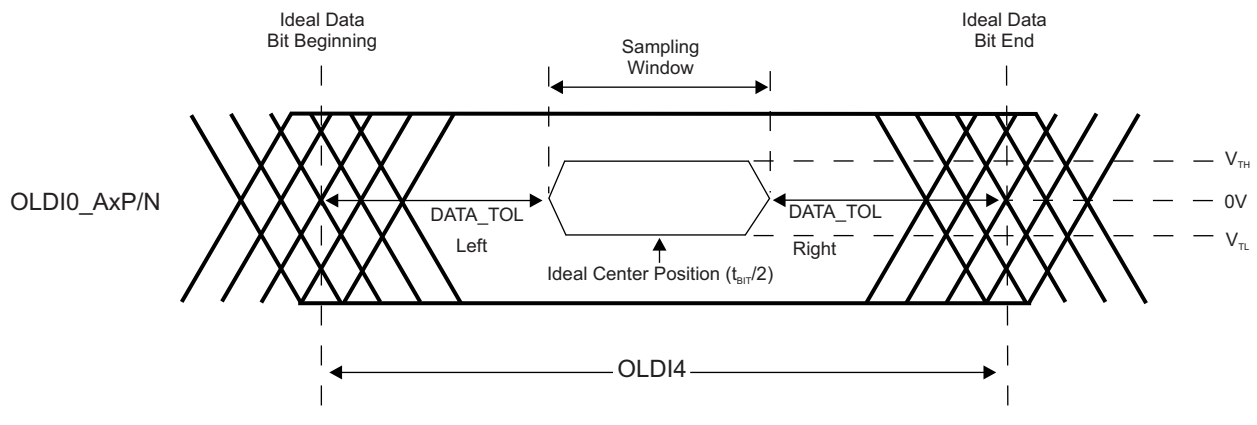 Ideal Data
Bit Beginning
Sampling
Window
Ideal Data
Bit End
V_TH
OLDI0_AxP/N
0V
DATA_TOL
Left
DATA_TOL
Right
V_TL
Ideal Center Position (t_BIT/2)
OLDI4